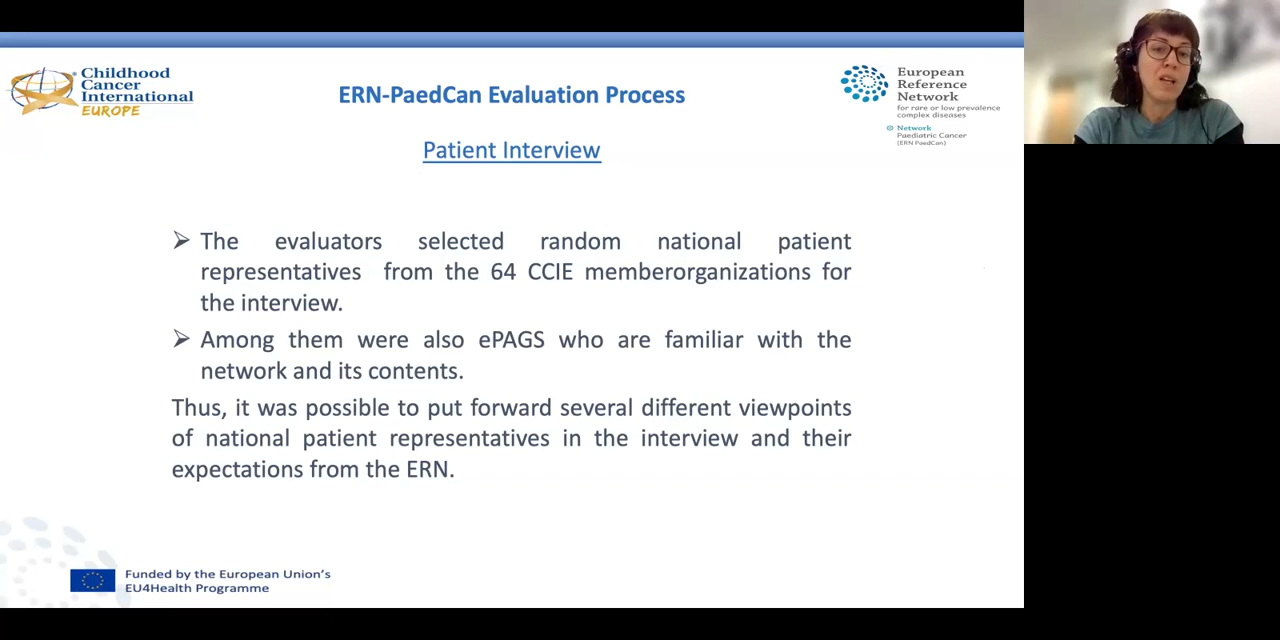 Childhood
Cancer
International
EUROPE
ERN-PaedCan Evaluation Process
European
Reference
Network
for rare or low prevalence
complex diseases
Network
Paediatric Cancer
(ERN PaedCan)
Patient Interview
➢ The evaluators selected random national patient
representatives from the 64 CCIE memberorganizations for
the interview.
➢ Among them were also ePAGS who are familiar with the
network and its contents.
Thus, it was possible to put forward several different viewpoints
of national patient representatives in the interview and their
expectations from the ERN.
Funded by the European Union's
EU4Health Programme